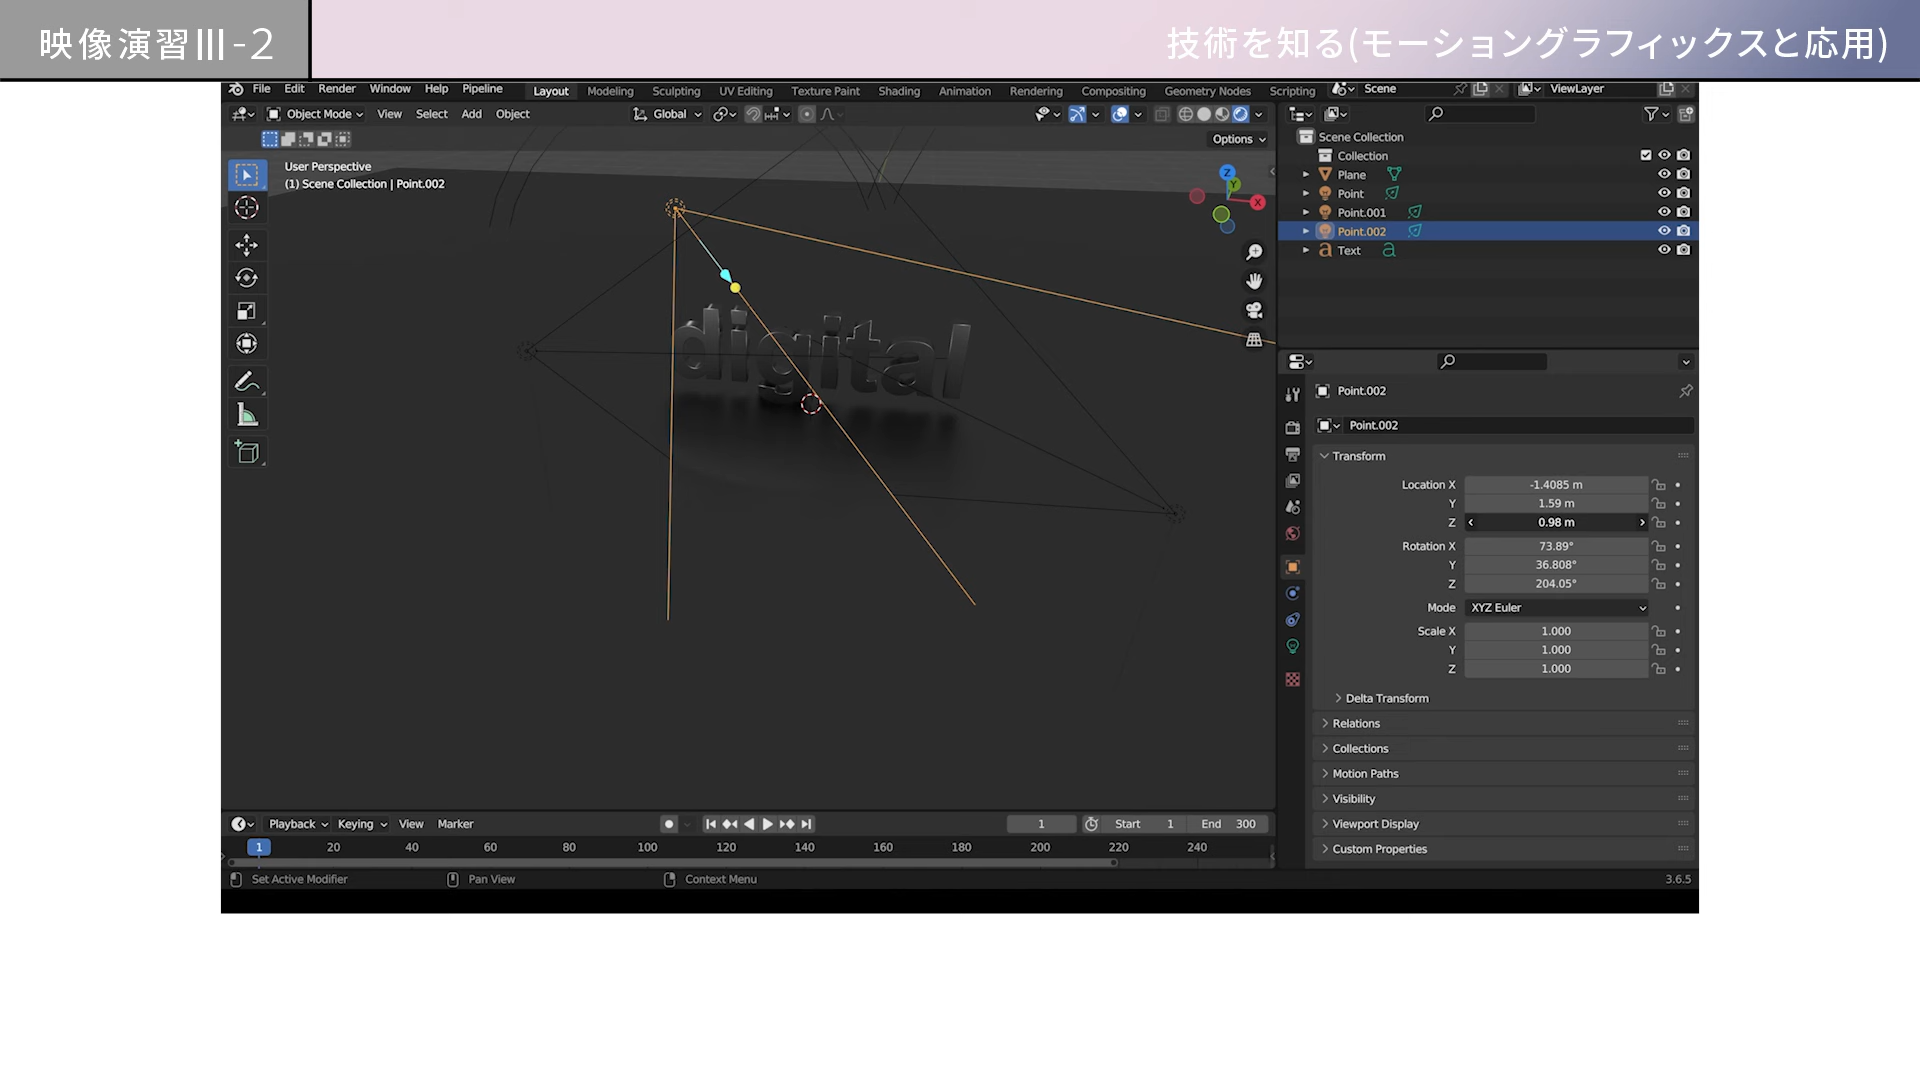 映像演習Ⅲ-2
技術を知る(モーショングラフィックスと応用)
File Edit Render Window Help Pipeline Layout Modeling Sculpting UV Editing Texture Paint Shading Animation Rendering Compositing Geometry Nodes Scripting Scene ViewLayer
Object Mode View Select Add Object Global
Options
User Perspective
(1) Scene Collection | Point.002
Z
Y
X
digital
Scene Collection
Collection
Plane
Point
Point.001
Point.002
a Text a
Point.002
Point.002
Transform
Location X -1.4085 m
Y 1.59 m
Z 0.98 m
Rotation X 73.89°
Y 36.808°
Z 204.05°
Mode XYZ Euler
Scale X 1.000
Y 1.000
Z 1.000
Delta Transform
Relations
Collections
Motion Paths
Visibility
Viewport Display
Custom Properties
Playback Keying View Marker 1 Start 1 End 300
1 20 40 60 80 100 120 140 160 180 200 220 240
Set Active Modifier Pan View Context Menu 3.6.5